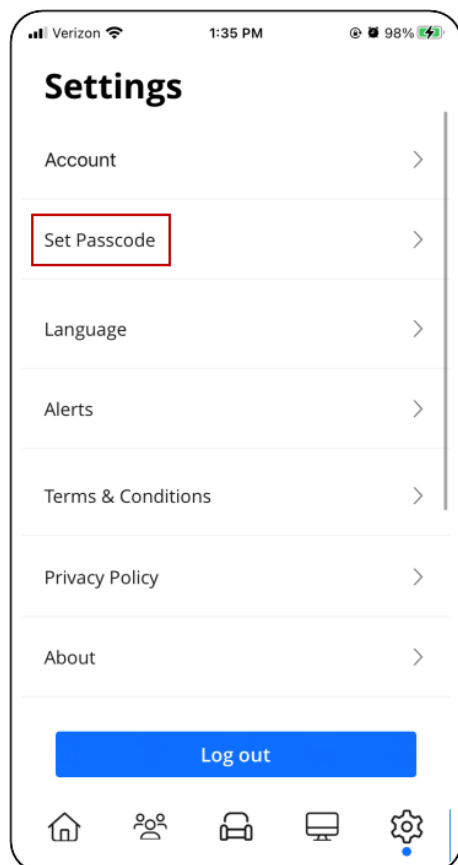 Verizon 1:35 PM 98%
Settings
Account
Set Passcode
Language
Alerts
Terms & Conditions
Privacy Policy
About
Log out